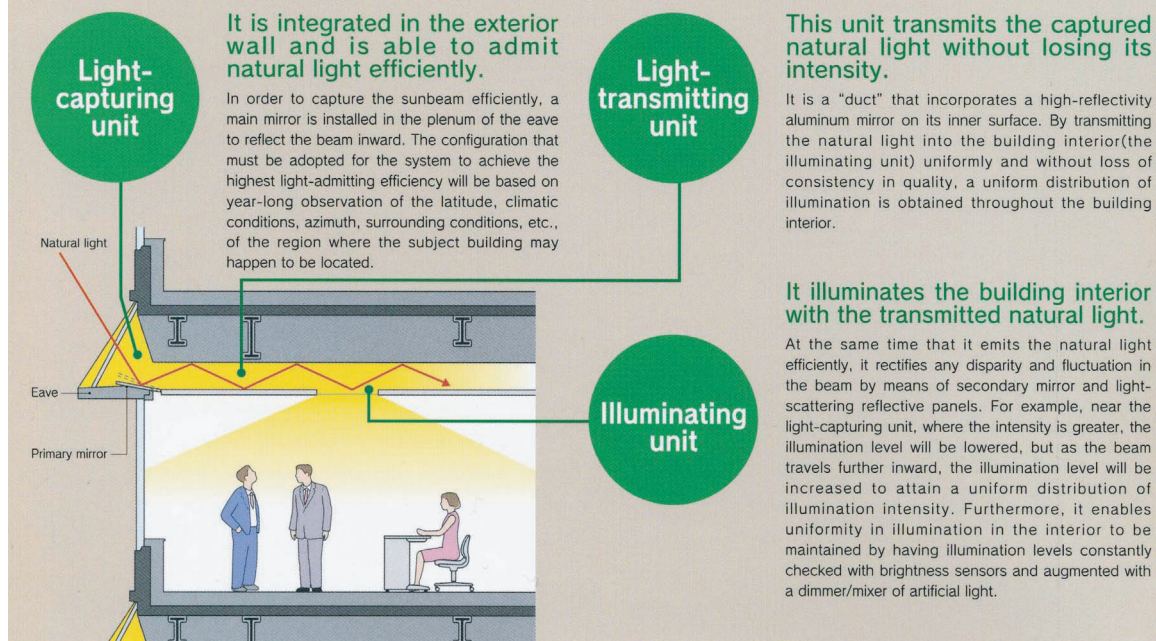 Light-
capturing
unit
It is integrated in the exterior
wall and is able to admit
natural light efficiently.
In order to capture the sunbeam efficiently, a
main mirror is installed in the plenum of the eave
to reflect the beam inward. The configuration that
must be adopted for the system to achieve the
highest light-admitting efficiency will be based on
year-long observation of the latitude, climatic
conditions, azimuth, surrounding conditions, etc.,
of the region where the subject building may
happen to be located.
Light-
transmitting
unit
This unit transmits the captured
natural light without losing its
intensity.
It is a “duct” that incorporates a high-reflectivity
aluminum mirror on its inner surface. By transmitting
the natural light into the building interior(the
illuminating unit) uniformly and without loss of
consistency in quality, a uniform distribution of
illumination is obtained throughout the building
interior.
Natural light
Eave
Primary mirror
Illuminating
unit
It illuminates the building interior
with the transmitted natural light.
At the same time that it emits the natural light
efficiently, it rectifies any disparity and fluctuation in
the beam by means of secondary mirror and light-
scattering reflective panels. For example, near the
light-capturing unit, where the intensity is greater, the
illumination level will be lowered, but as the beam
travels further inward, the illumination level will be
increased to attain a uniform distribution of
illumination intensity. Furthermore, it enables
uniformity in illumination in the interior to be
maintained by having illumination levels constantly
checked with brightness sensors and augmented with
a dimmer/mixer of artificial light.